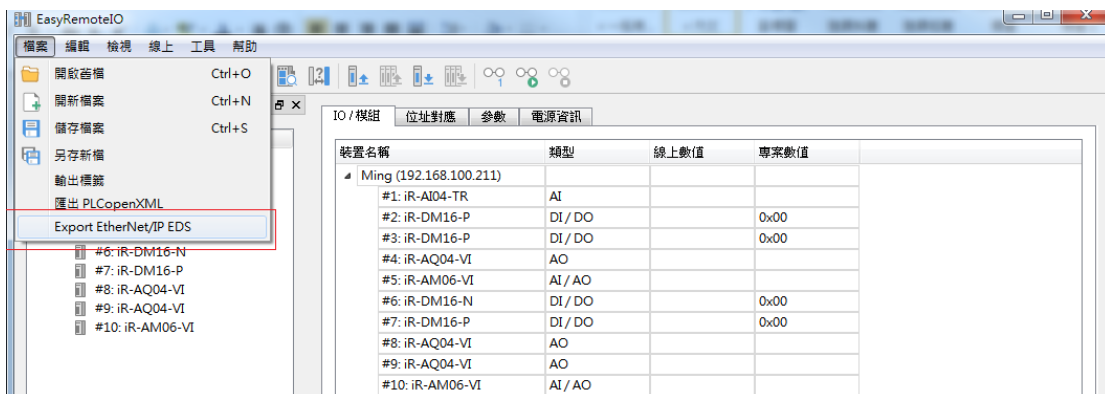 EasyRemoteIO
檔案 編輯 檢視 線上 工具 幫助
開啟舊檔 Ctrl+O
開新檔案 Ctrl+N
儲存檔案 Ctrl+S
另存新檔
輸出標籤
匯出 PLCopenXML
Export EtherNet/IP EDS
#6: iR-DM16-N
#7: iR-DM16-P
#8: iR-AQ04-VI
#9: iR-AQ04-VI
#10: iR-AM06-VI
IO / 模組 位址對應 參數 電源資訊
裝置名稱 類型 線上數值 專案數值
Ming (192.168.100.211)
#1: iR-AI04-TR AI
#2: iR-DM16-P DI / DO 0x00
#3: iR-DM16-P DI / DO 0x00
#4: iR-AQ04-VI AO
#5: iR-AM06-VI AI / AO
#6: iR-DM16-N DI / DO 0x00
#7: iR-DM16-P DI / DO 0x00
#8: iR-AQ04-VI AO
#9: iR-AQ04-VI AO
#10: iR-AM06-VI AI / AO